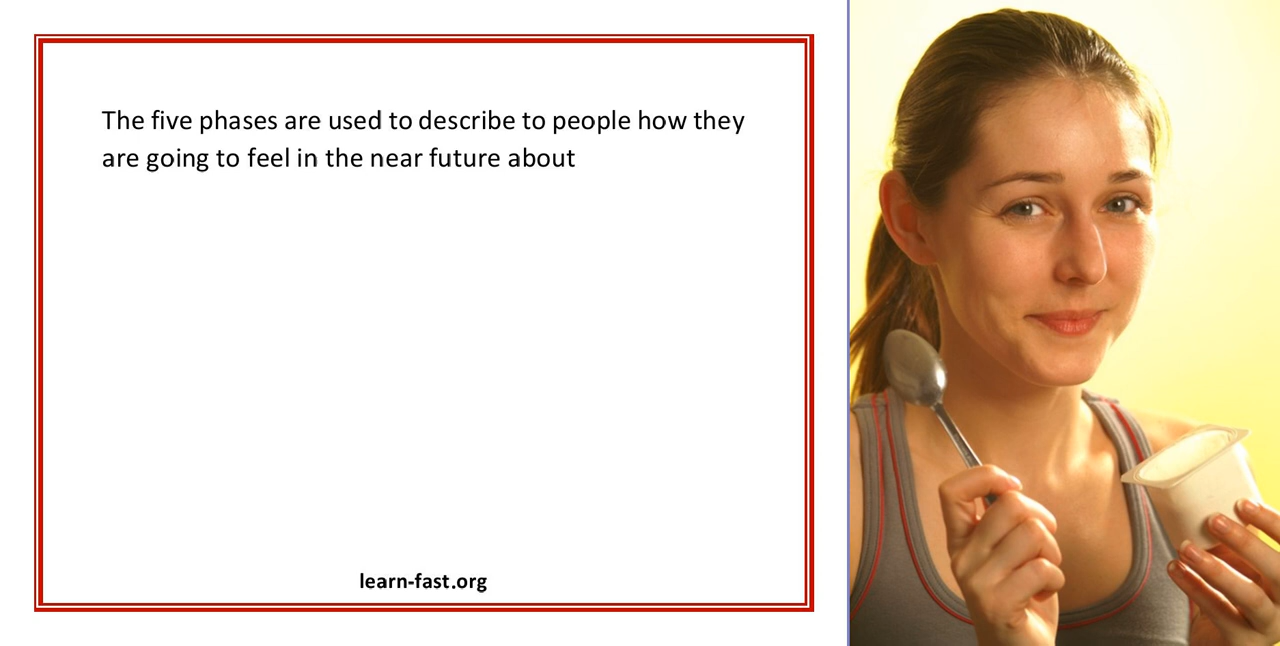 The five phases are used to describe to people how they
are going to feel in the near future about
learn-fast.org